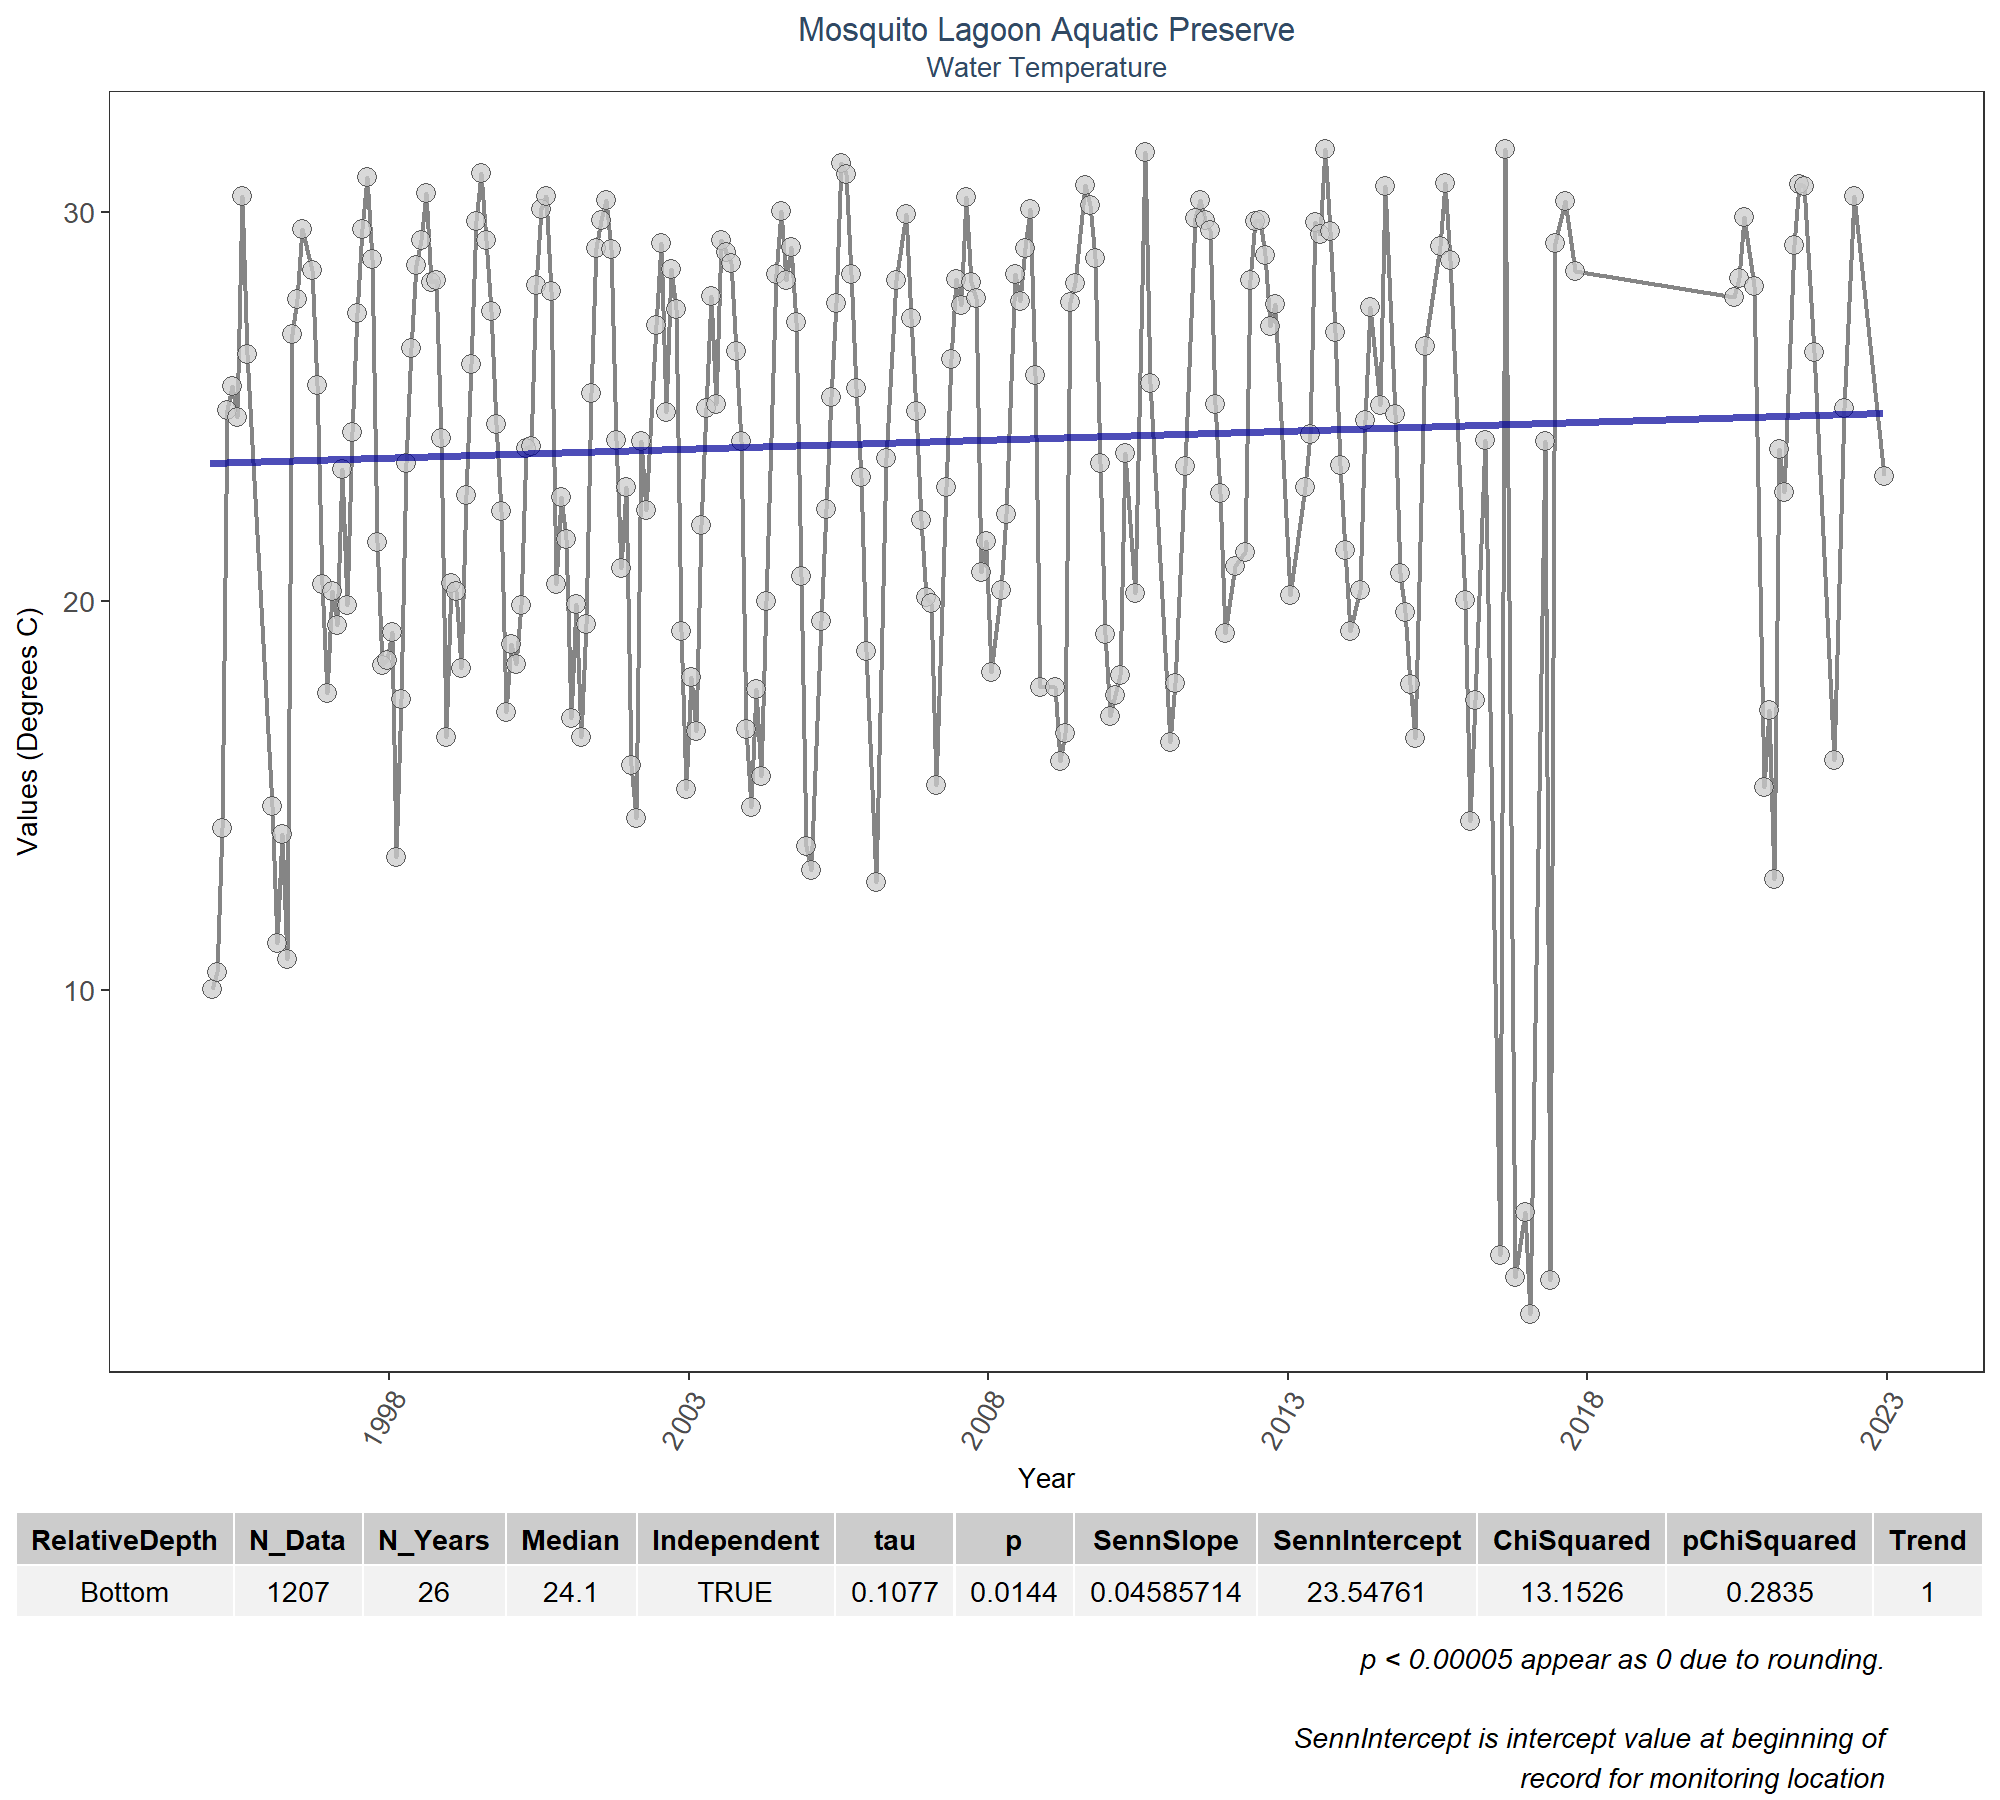 Mosquito Lagoon Aquatic Preserve
Water Temperature
Values (Degrees C)
30
20
10
1998
2003
2008
2013
2018
2023
Year
RelativeDepth N_Data N_Years Median Independent tau p SennSlope SennIntercept ChiSquared pChiSquared Trend
Bottom 1207 26 24.1 TRUE 0.1077 0.0144 0.04585714 23.54761 13.1526 0.2835 1
p < 0.00005 appear as 0 due to rounding.
SennIntercept is intercept value at beginning of
record for monitoring location